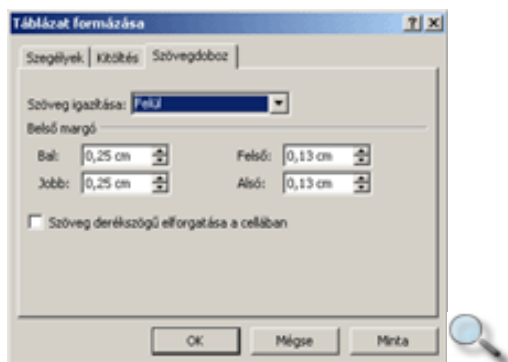 Táblázat formázása
Szegélyek Kitöltés Szövegdoboz
Szöveg igazítása: Felül
Belső margó
Bal: 0,25 cm Felső: 0,13 cm
Jobb: 0,25 cm Alsó: 0,13 cm
Szöveg derékszögű elforgatása a cellában
OK Mégse Minta